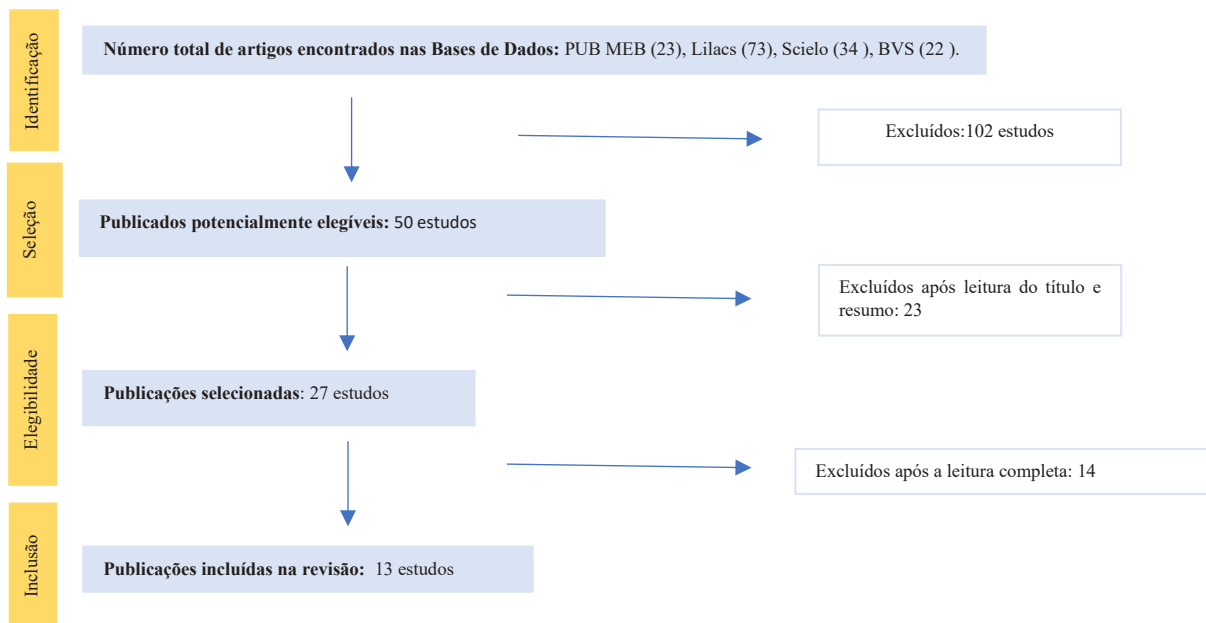 Identificação
Número total de artigos encontrados nas Bases de Dados: PUB MEB (23), Lilacs (73), Scielo (34 ), BVS (22 ).
Excluídos:102 estudos
Seleção
Publicados potencialmente elegíveis: 50 estudos
Excluídos após leitura do título e
resumo: 23
Elegibilidade
Publicações selecionadas: 27 estudos
Excluídos após a leitura completa: 14
Inclusão
Publicações incluídas na revisão: 13 estudos